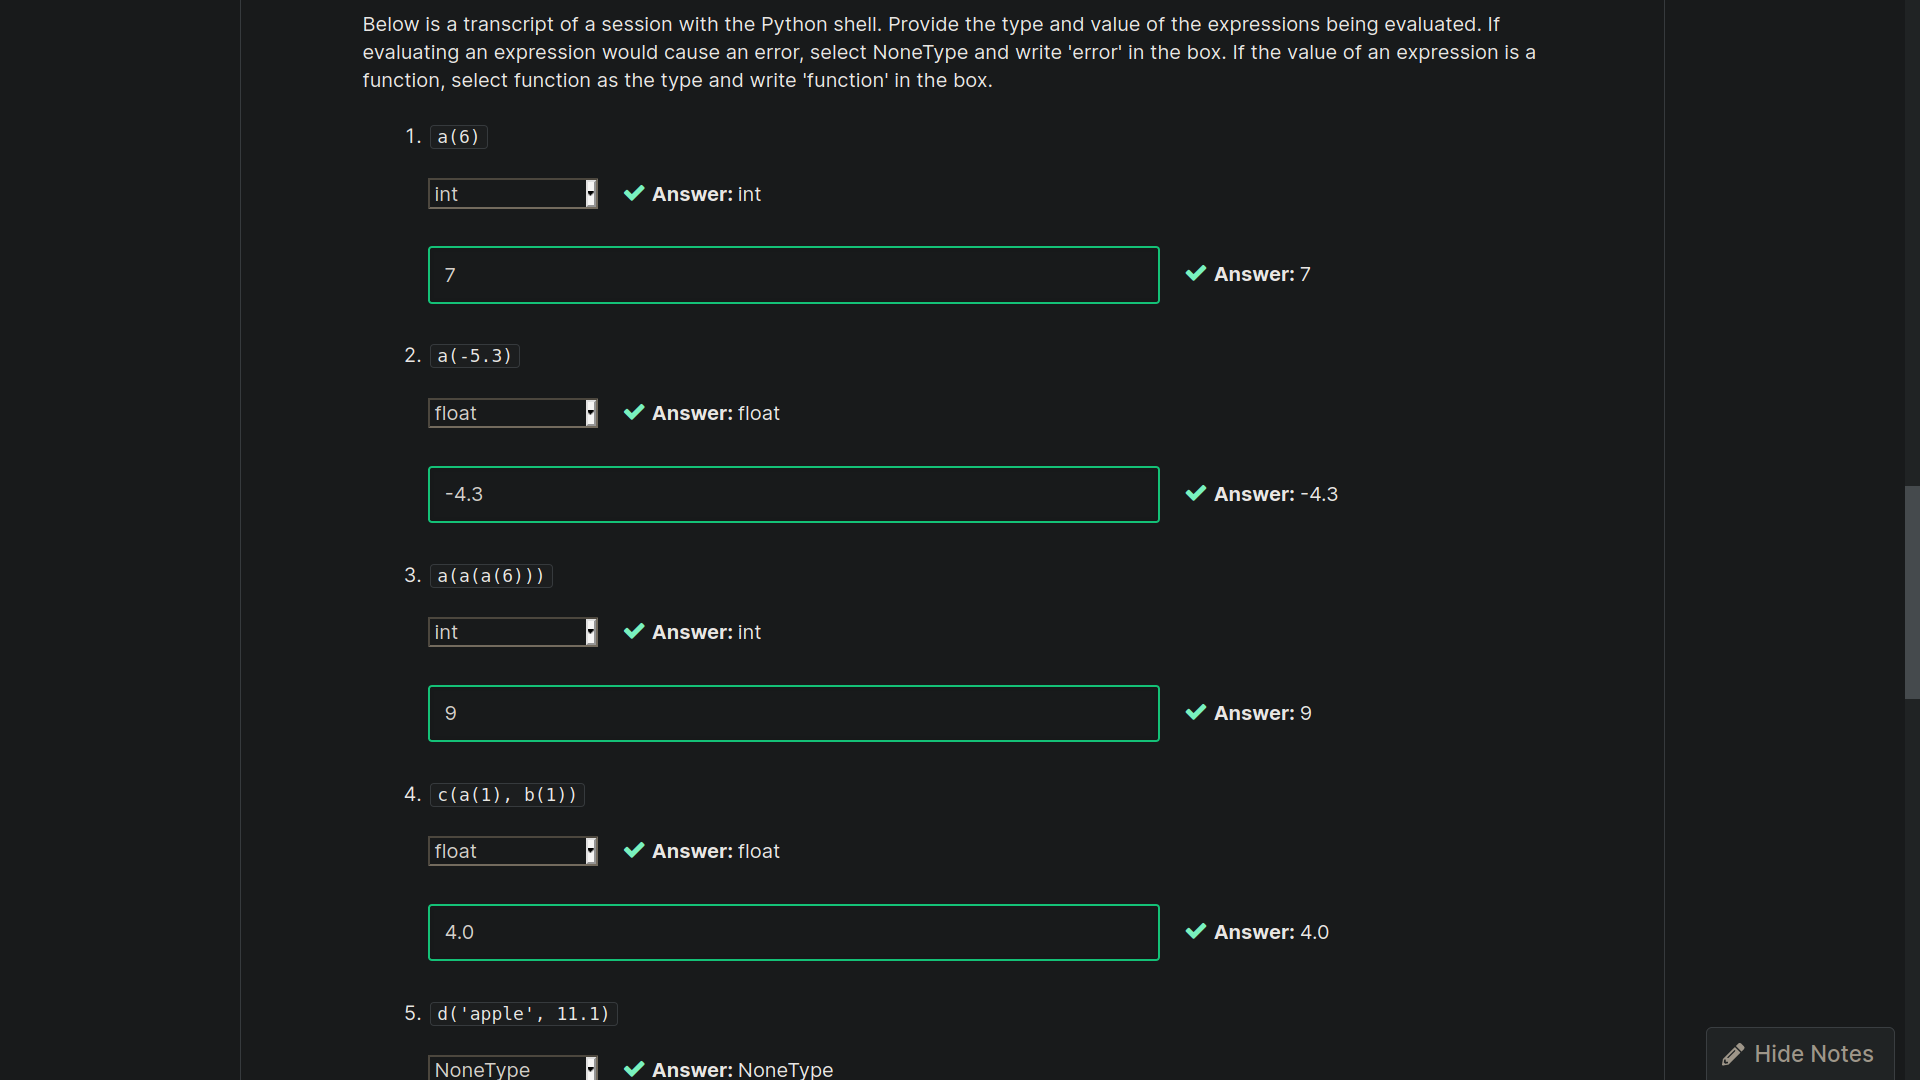 Below is a transcript of a session with the Python shell. Provide the type and value of the expressions being evaluated. If
evaluating an expression would cause an error, select NoneType and write 'error' in the box. If the value of an expression is a
function, select function as the type and write 'function' in the box.
1. a(6)
int Answer: int
7 Answer: 7
2. a(-5.3)
float Answer: float
-4.3 Answer: -4.3
3. a(a(a(6)))
int Answer: int
9 Answer: 9
4. c(a(1), b(1))
float Answer: float
4.0 Answer: 4.0
5. d('apple', 11.1)
NoneType Answer: NoneType
Hide Notes